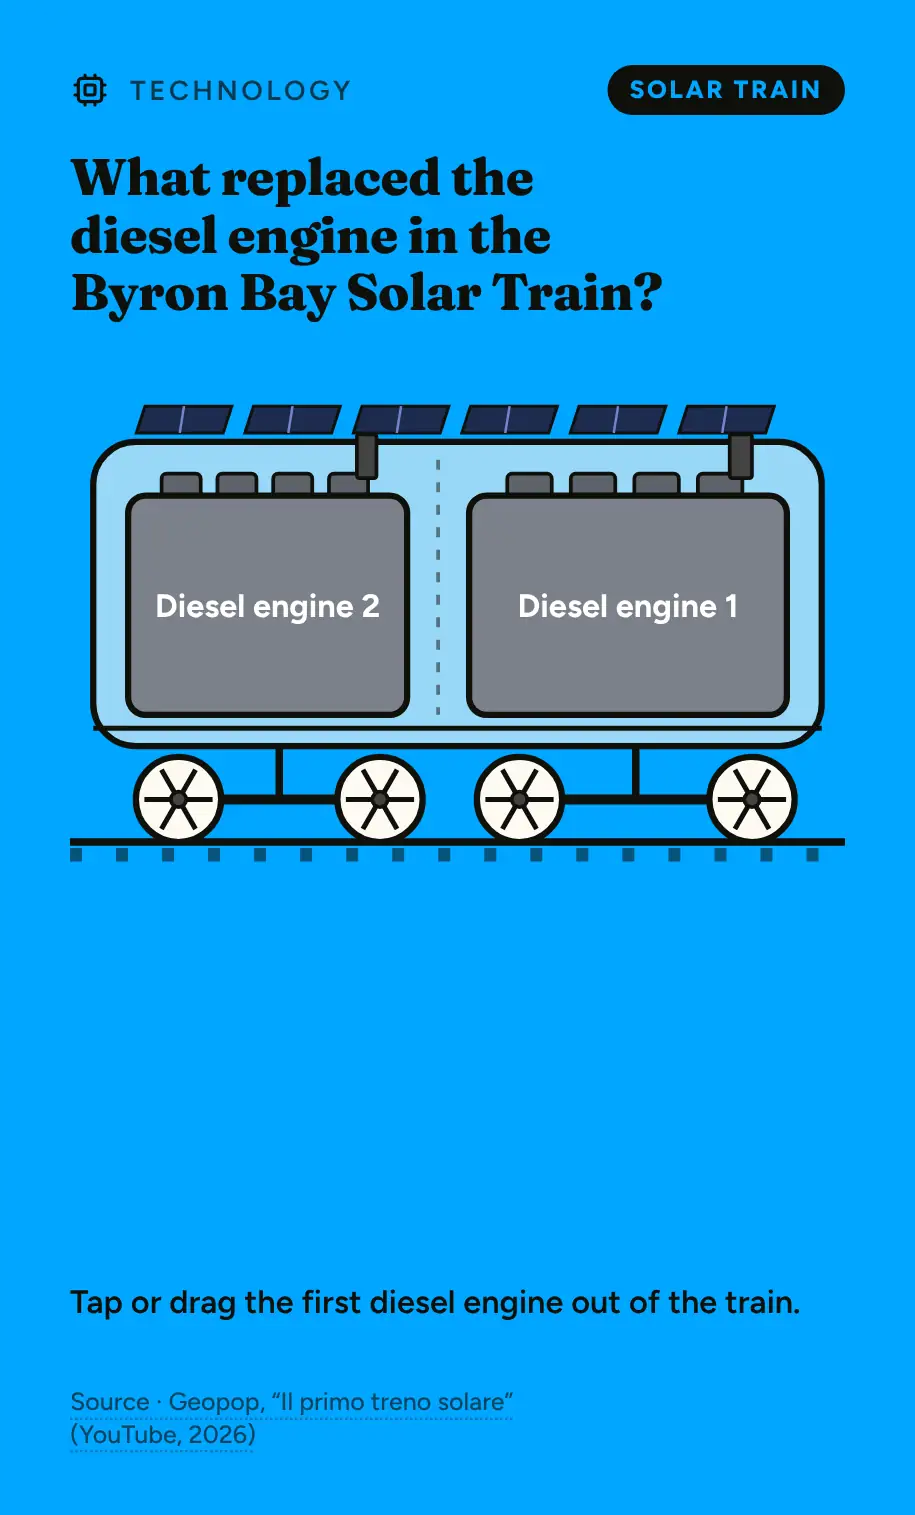 TECHNOLOGY
SOLAR TRAIN
What replaced the
diesel engine in the
Byron Bay Solar Train?
Diesel engine 2
Diesel engine 1
Tap or drag the first diesel engine out of the train.
Source · Geopop, “Il primo treno solare”
(YouTube, 2026)